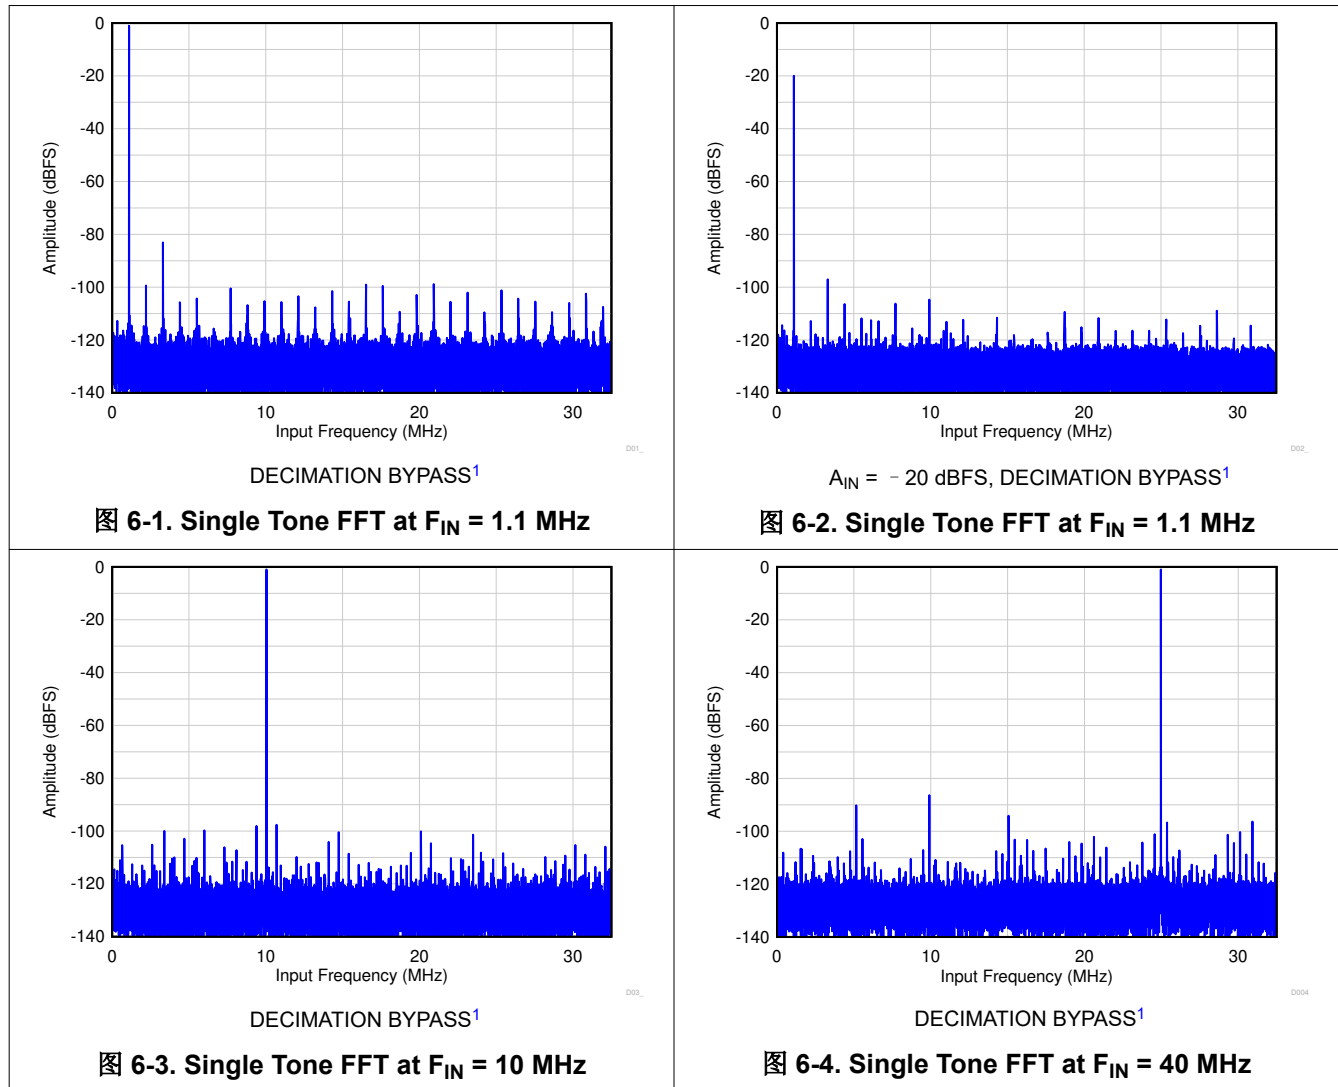 0
-20
-40
-60
-80
-100
-120
-140
Amplitude (dBFS)
0 10 20 30
Input Frequency (MHz)
D01_
DECIMATION BYPASS1
图 6-1. Single Tone FFT at FIN = 1.1 MHz
0
-20
-40
-60
-80
-100
-120
-140
Amplitude (dBFS)
0 10 20 30
Input Frequency (MHz)
D02_
AIN = －20 dBFS, DECIMATION BYPASS1
图 6-2. Single Tone FFT at FIN = 1.1 MHz
0
-20
-40
-60
-80
-100
-120
-140
Amplitude (dBFS)
0 10 20 30
Input Frequency (MHz)
D03_
DECIMATION BYPASS1
图 6-3. Single Tone FFT at FIN = 10 MHz
0
-20
-40
-60
-80
-100
-120
-140
Amplitude (dBFS)
0 10 20 30
Input Frequency (MHz)
D004
DECIMATION BYPASS1
图 6-4. Single Tone FFT at FIN = 40 MHz